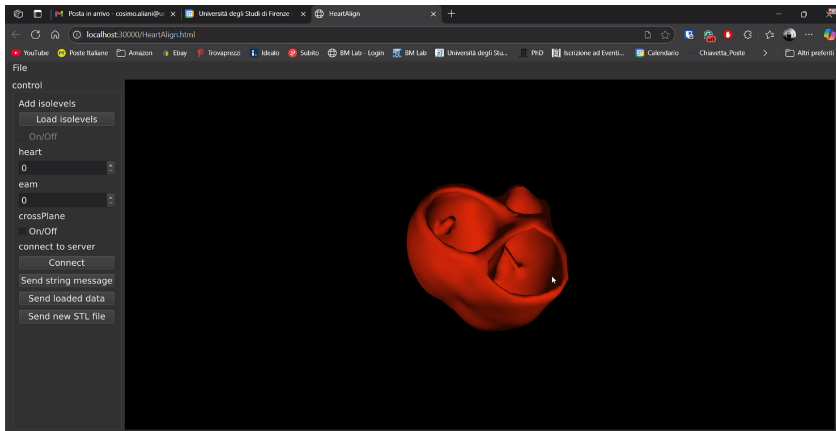 Posta in arrivo - cosimo.aliani@u
Università degli Studi di Firenze
HeartAlign
localhost:30000/HeartAlign.html
YouTube Poste Italiane Amazon Ebay Trovaprezzi Idealo Subito BM Lab - Login BM Lab Università degli Stu... PhD Iscrizione ad Eventi... Calendario Chiavetta_Poste Altri preferiti
File
control
Add isolevels
Load isolevels
On/Off
heart
0
eam
0
crossPlane
On/Off
connect to server
Connect
Send string message
Send loaded data
Send new STL file